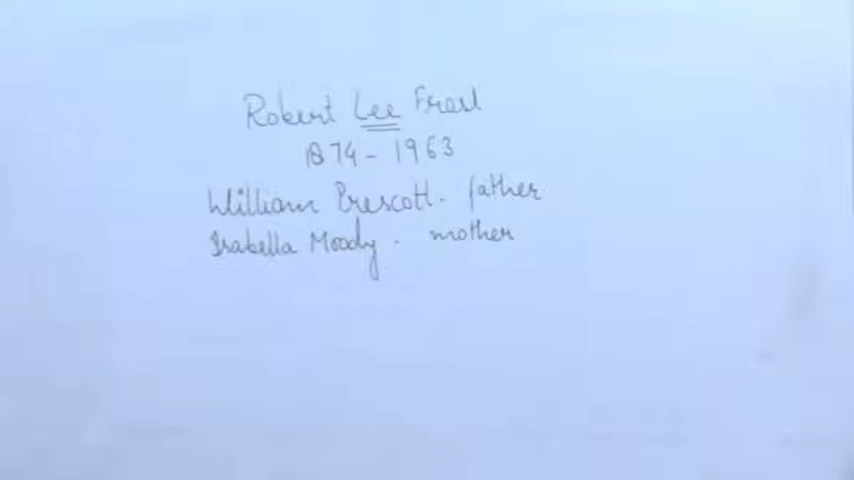 Robert Lee Frost
1874 - 1963
William Prescott. father
Isabella Moody. mother